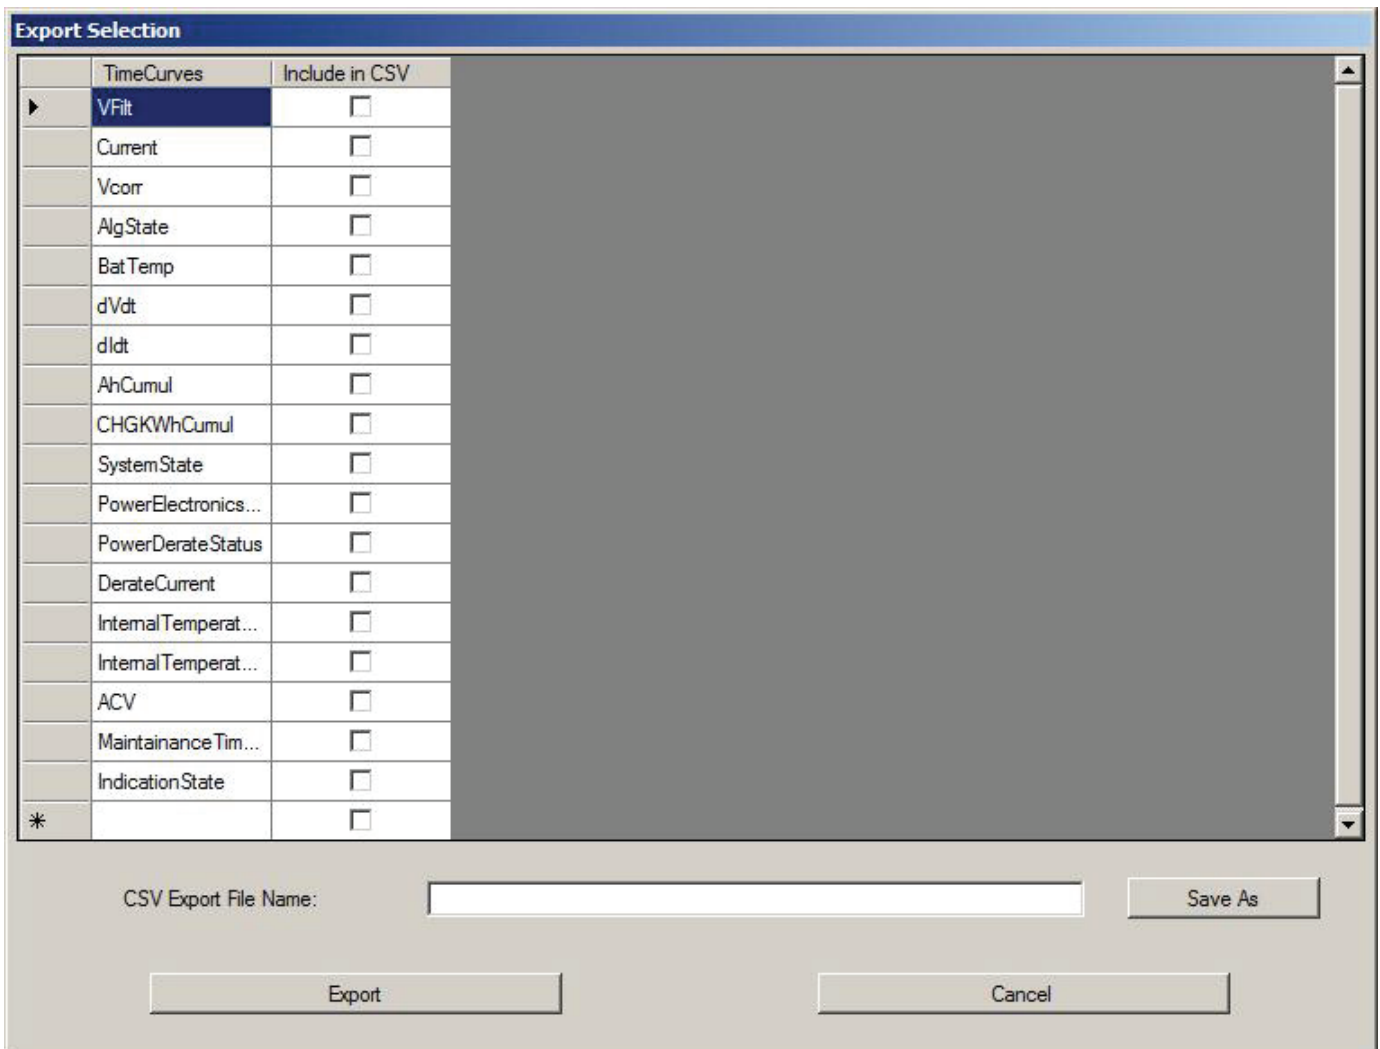 Export Selection
TimeCurves Include in CSV
VFilt
Current
Vcorr
AlgState
BatTemp
dVdt
dIdt
AhCumul
CHGKWhCumul
SystemState
PowerElectronics...
PowerDerateStatus
DerateCurrent
InternalTemperat...
InternalTemperat...
ACV
MaintainanceTim...
IndicationState
CSV Export File Name: Save As
Export Cancel